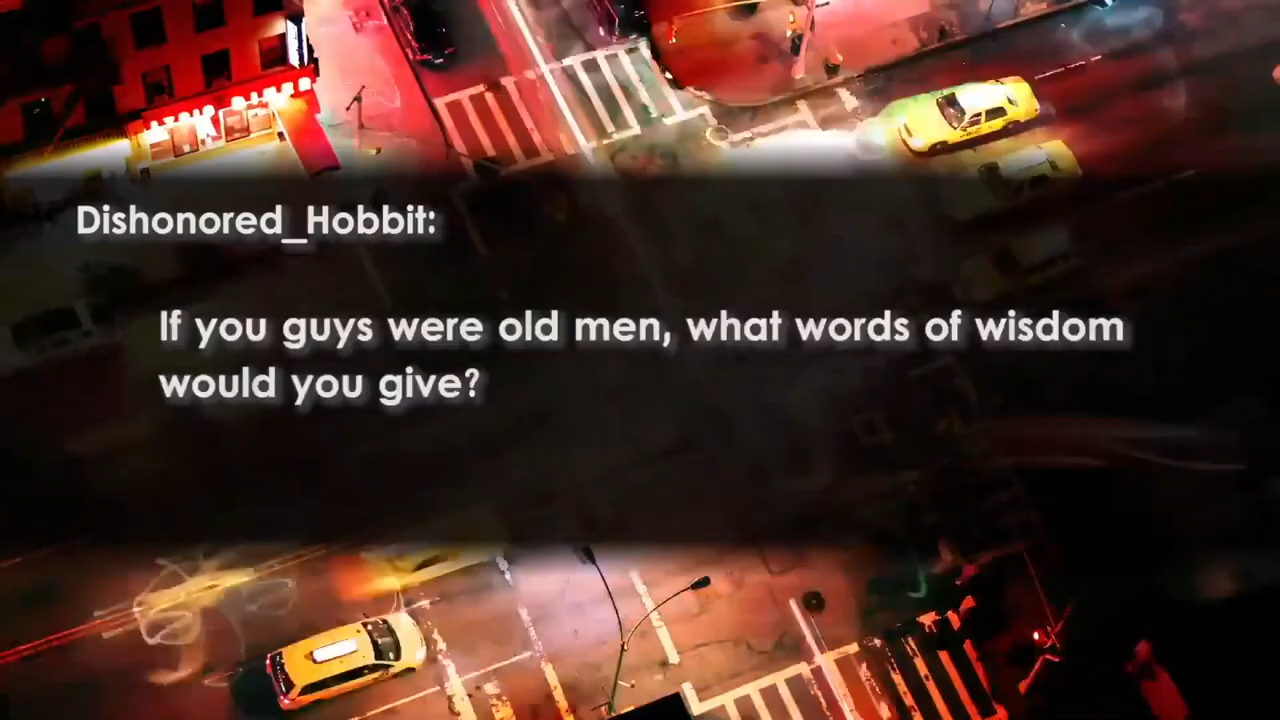 Dishonored_Hobbit:
If you guys were old men, what words of wisdom
would you give?